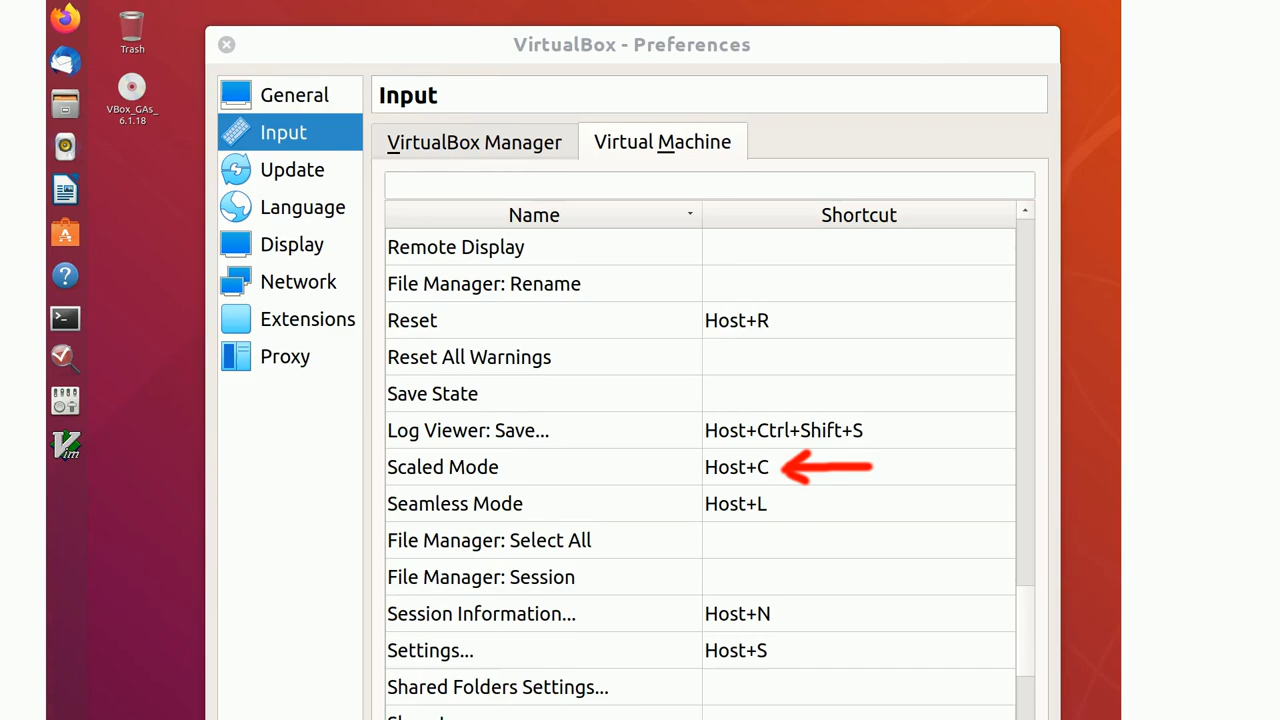 Trash
VBox_GAs_
6.1.18
VirtualBox - Preferences
General
Input
Update
Language
Display
Network
Extensions
Proxy
Input
VirtualBox Manager
Virtual Machine
Name Shortcut
Remote Display
File Manager: Rename
Reset Host+R
Reset All Warnings
Save State
Log Viewer: Save... Host+Ctrl+Shift+S
Scaled Mode Host+C
Seamless Mode Host+L
File Manager: Select All
File Manager: Session
Session Information... Host+N
Settings... Host+S
Shared Folders Settings...
Vim